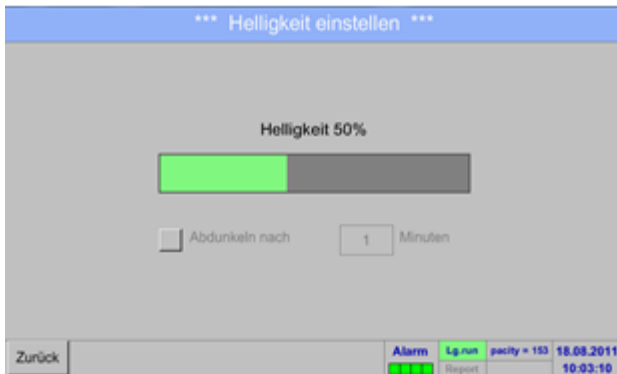 *** Helligkeit einstellen ***
Helligkeit 50%
Abdunkeln nach 1 Minuten
Zurück
Alarm Lg.run pacity = 153 18.08.2011
Report 10:03:10